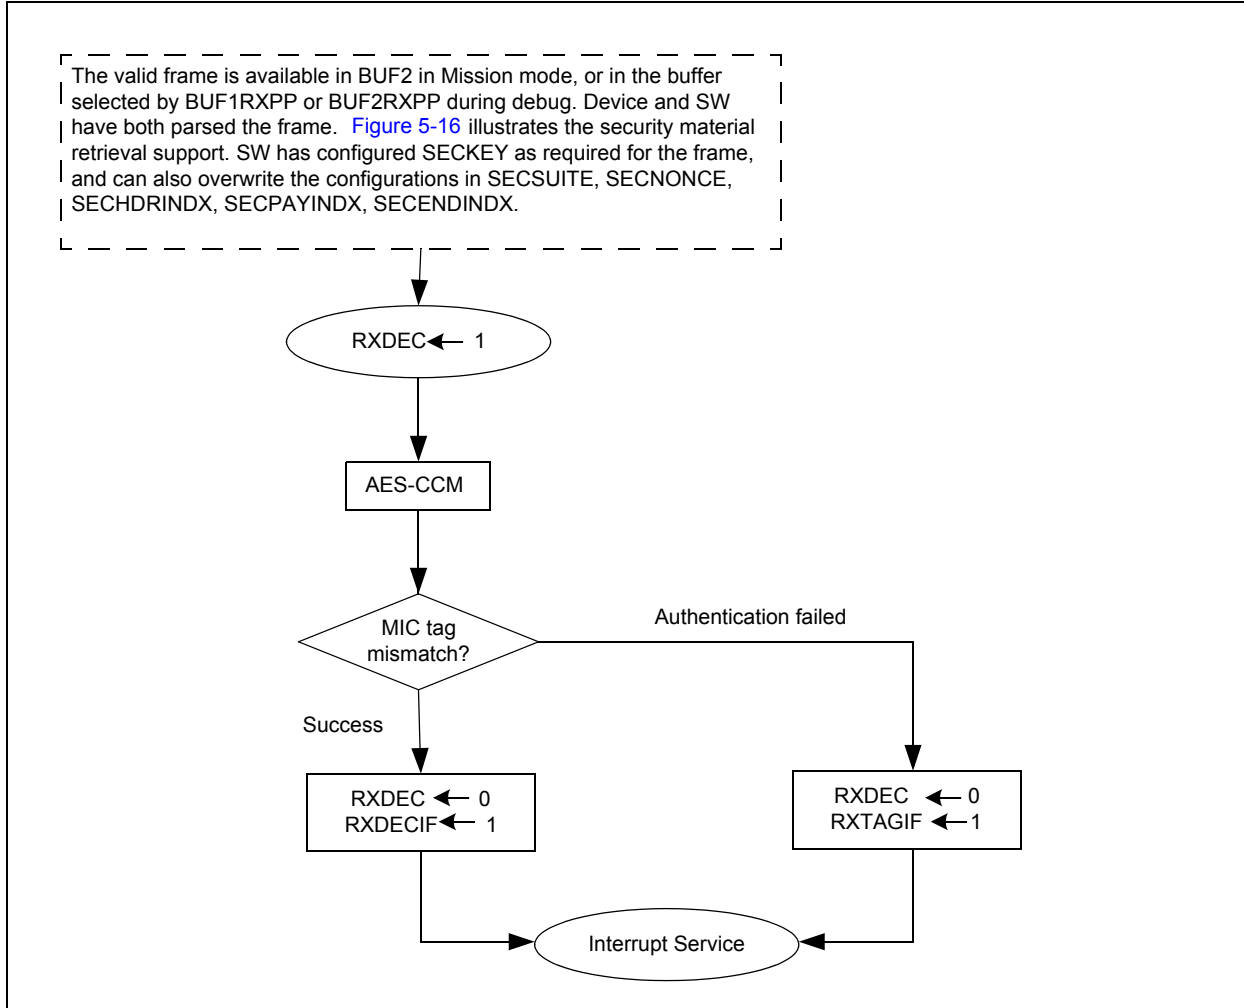 The valid frame is available in BUF2 in Mission mode, or in the buffer
selected by BUF1RXPP or BUF2RXPP during debug. Device and SW
have both parsed the frame. Figure 5-16 illustrates the security material
retrieval support. SW has configured SECKEY as required for the frame,
and can also overwrite the configurations in SECSUITE, SECNONCE,
SECHDRINDX, SECPAYINDX, SECENDINDX.
RXDEC ← 1
AES-CCM
MIC tag
mismatch?
Authentication failed
Success
RXDEC ← 0
RXDECIF ← 1
RXDEC ← 0
RXTAGIF ← 1
Interrupt Service